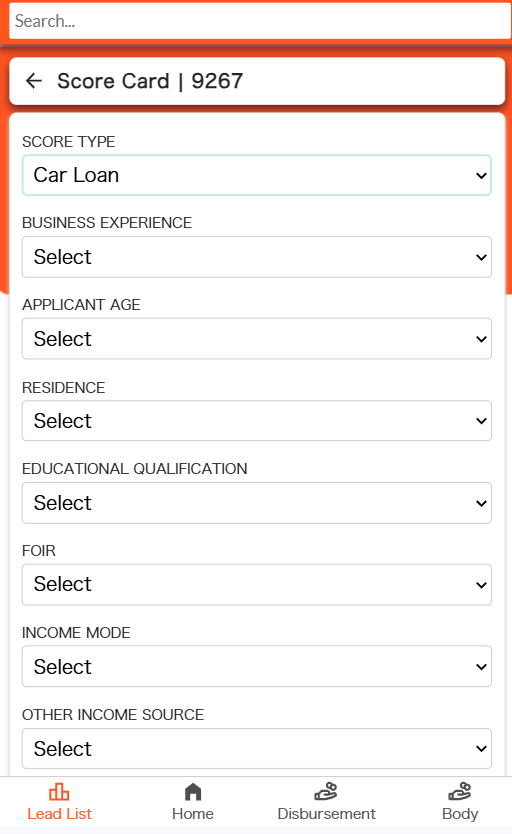 Search...
Score Card | 9267
SCORE TYPE
Car Loan
BUSINESS EXPERIENCE
Select
APPLICANT AGE
Select
RESIDENCE
Select
EDUCATIONAL QUALIFICATION
Select
FOIR
Select
INCOME MODE
Select
OTHER INCOME SOURCE
Select
Lead List Home Disbursement Body